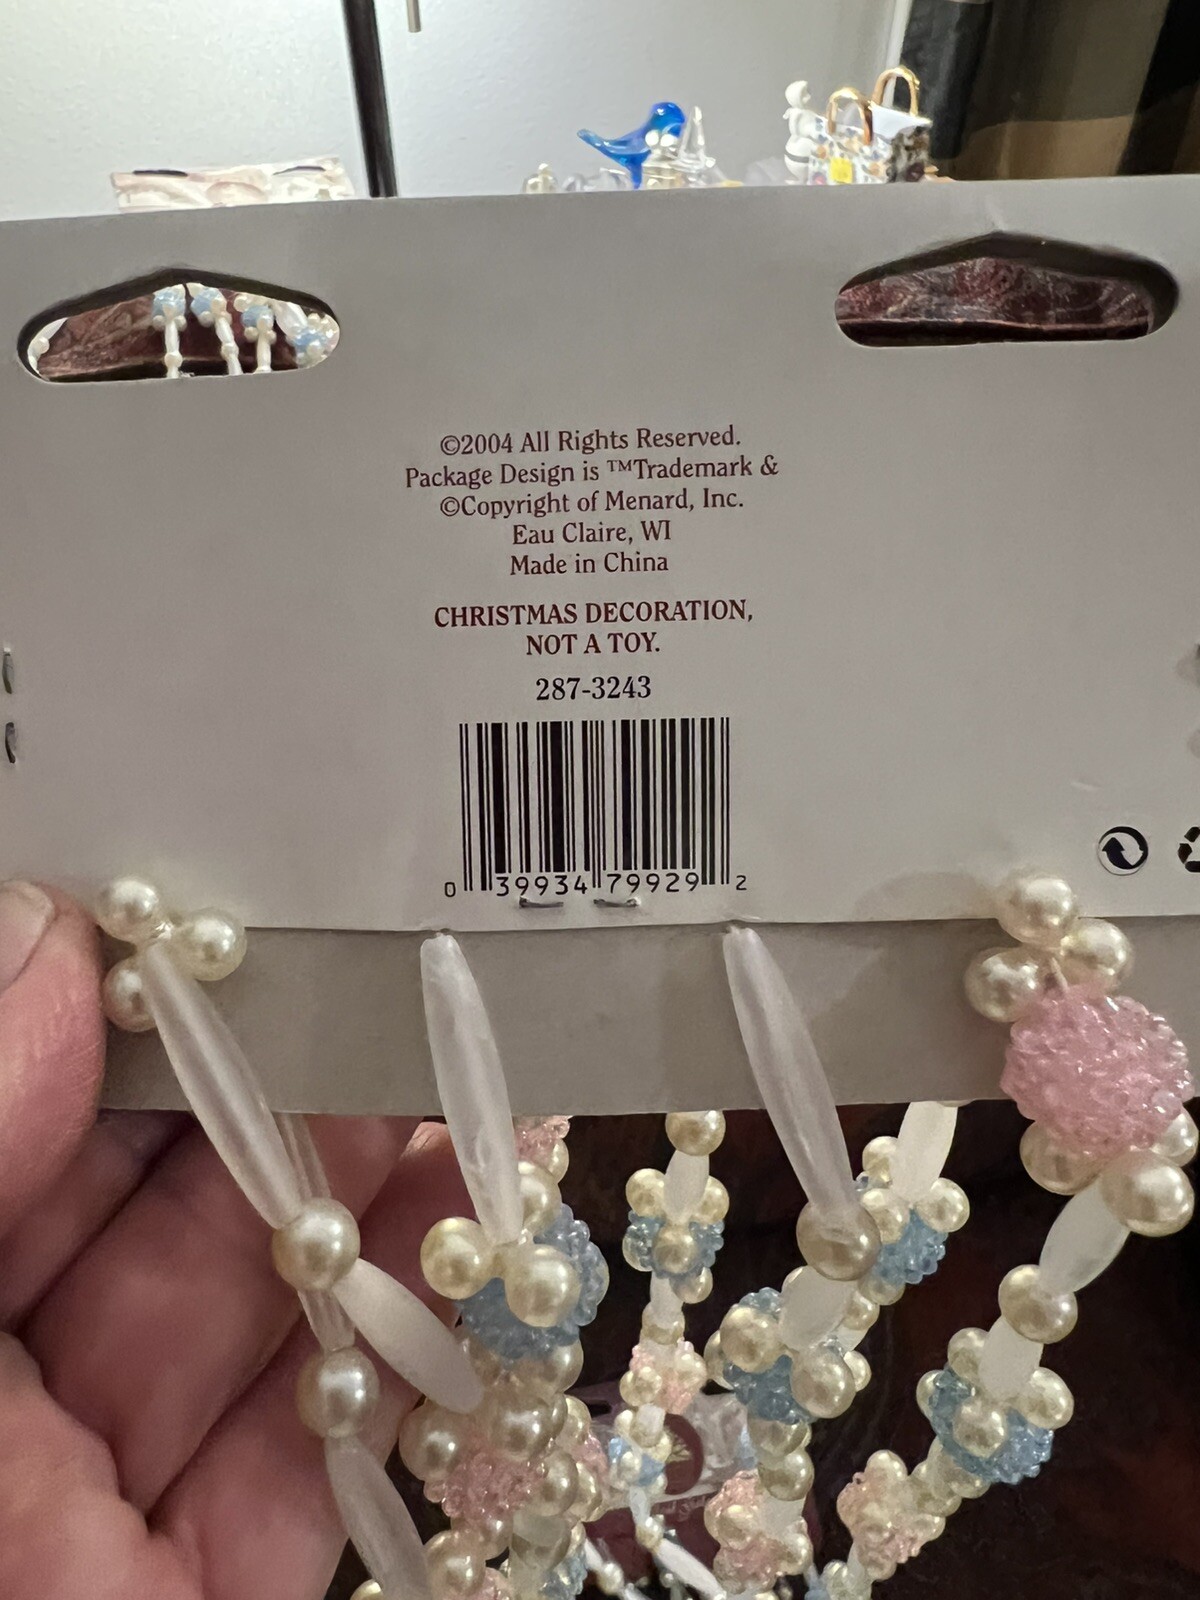 ©2004 All Rights Reserved.
Package Design is ™Trademark &
©Copyright of Menard, Inc.
Eau Claire, WI
Made in China
CHRISTMAS DECORATION,
NOT A TOY.
287-3243
0 39934 79929 2